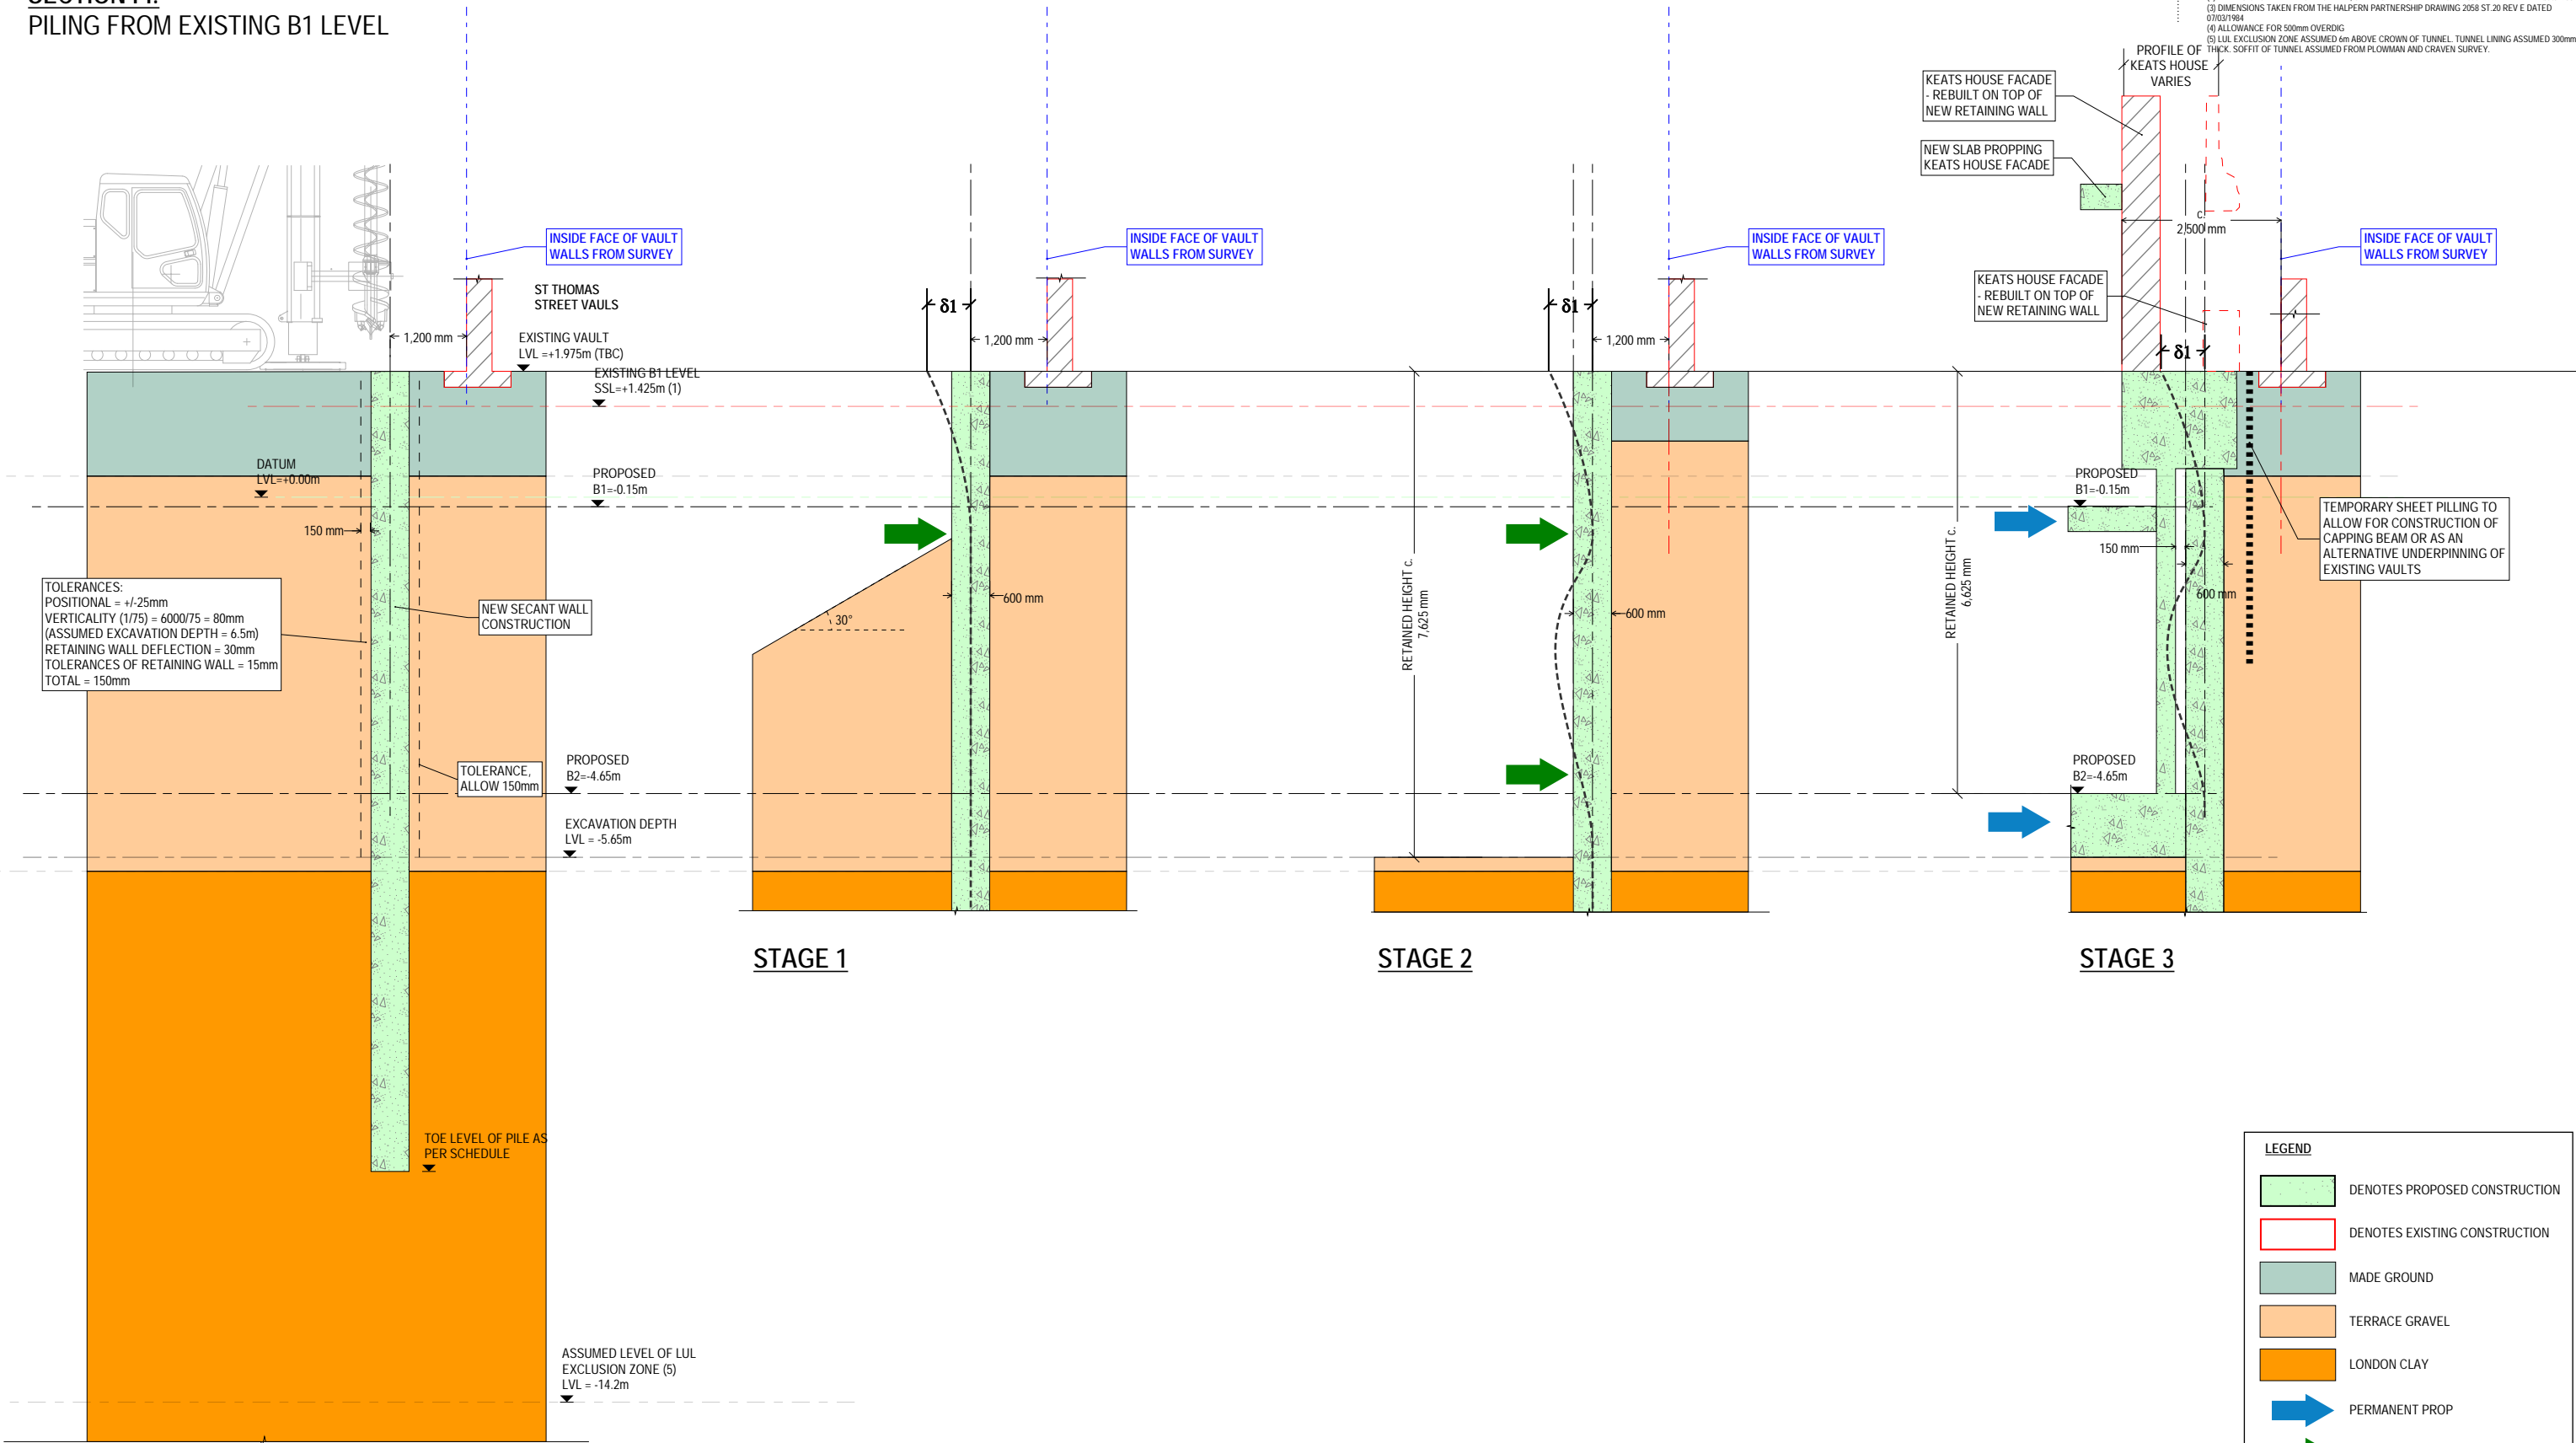 PILING FROM EXISTING B1 LEVEL
(3) DIMENSIONS TAKEN FROM THE HALPERN PARTNERSHIP DRAWING 2058 ST.20 REV E DATED
07/03/1984
(4) ALLOWANCE FOR 500mm OVERDIG
(5) LUL EXCLUSION ZONE ASSUMED 6m ABOVE CROWN OF TUNNEL. TUNNEL LINING ASSUMED 300mm
THICK. SOFFIT OF TUNNEL ASSUMED FROM PLOWMAN AND CRAVEN SURVEY.
PROFILE OF
KEATS HOUSE
VARIES
KEATS HOUSE FACADE
- REBUILT ON TOP OF
NEW RETAINING WALL
NEW SLAB PROPPING
KEATS HOUSE FACADE
c.
2,500 mm
INSIDE FACE OF VAULT
WALLS FROM SURVEY
INSIDE FACE OF VAULT
WALLS FROM SURVEY
INSIDE FACE OF VAULT
WALLS FROM SURVEY
INSIDE FACE OF VAULT
WALLS FROM SURVEY
KEATS HOUSE FACADE
- REBUILT ON TOP OF
NEW RETAINING WALL
ST THOMAS
STREET VAULS
δ1
δ1
δ1
1,200 mm
1,200 mm
1,200 mm
EXISTING VAULT
LVL =+1.975m (TBC)
EXISTING B1 LEVEL
SSL=+1.425m (1)
DATUM
LVL=+0.00m
PROPOSED
B1=-0.15m
PROPOSED
B1=-0.15m
150 mm
TEMPORARY SHEET PILLING TO
ALLOW FOR CONSTRUCTION OF
CAPPING BEAM OR AS AN
ALTERNATIVE UNDERPINNING OF
EXISTING VAULTS
150 mm
TOLERANCES:
POSITIONAL = +/-25mm
VERTICALITY (1/75) = 6000/75 = 80mm
(ASSUMED EXCAVATION DEPTH = 6.5m)
RETAINING WALL DEFLECTION = 30mm
TOLERANCES OF RETAINING WALL = 15mm
TOTAL = 150mm
NEW SECANT WALL
CONSTRUCTION
30°
600 mm
600 mm
600 mm
RETAINED HEIGHT c.
7,625 mm
RETAINED HEIGHT c.
6,625 mm
TOLERANCE,
ALLOW 150mm
PROPOSED
B2=-4.65m
PROPOSED
B2=-4.65m
EXCAVATION DEPTH
LVL = -5.65m
STAGE 1
STAGE 2
STAGE 3
TOE LEVEL OF PILE AS
PER SCHEDULE
ASSUMED LEVEL OF LUL
EXCLUSION ZONE (5)
LVL = -14.2m
LEGEND
DENOTES PROPOSED CONSTRUCTION
DENOTES EXISTING CONSTRUCTION
MADE GROUND
TERRACE GRAVEL
LONDON CLAY
PERMANENT PROP